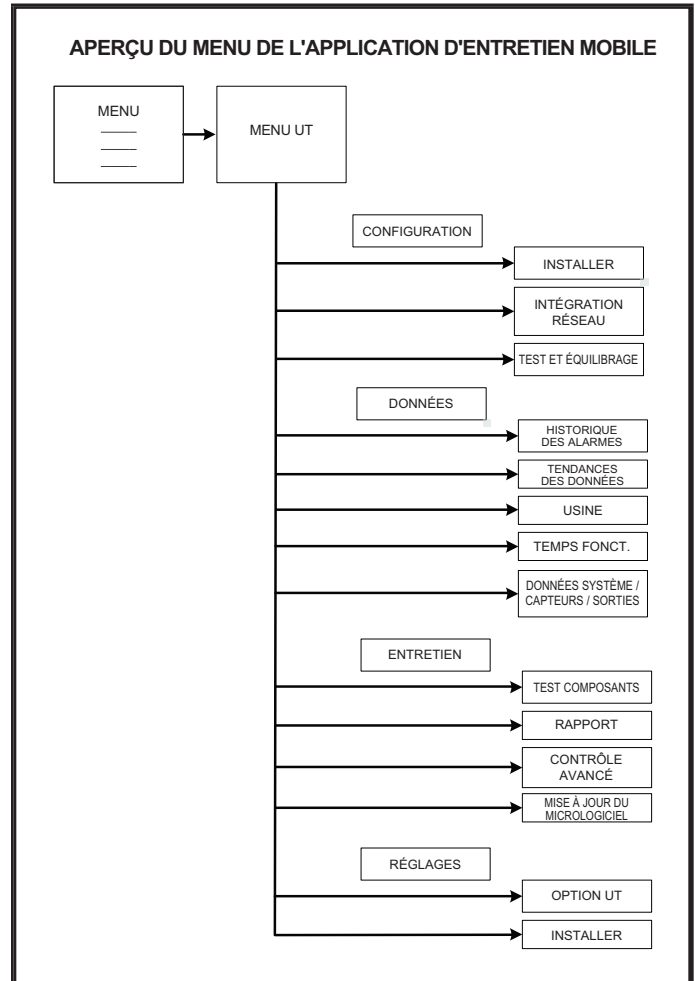 APERÇU DU MENU DE L'APPLICATION D'ENTRETIEN MOBILE
MENU
MENU UT
CONFIGURATION
INSTALLER
INTÉGRATION
RÉSEAU
TEST ET ÉQUILIBRAGE
DONNÉES
HISTORIQUE
DES ALARMES
TENDANCES
DES DONNÉES
USINE
TEMPS FONCT.
DONNÉES SYSTÈME /
CAPTEURS / SORTIES
ENTRETIEN
TEST COMPOSANTS
RAPPORT
CONTRÔLE
AVANCÉ
MISE À JOUR DU
MICROLOGICIEL
RÉGLAGES
OPTION UT
INSTALLER